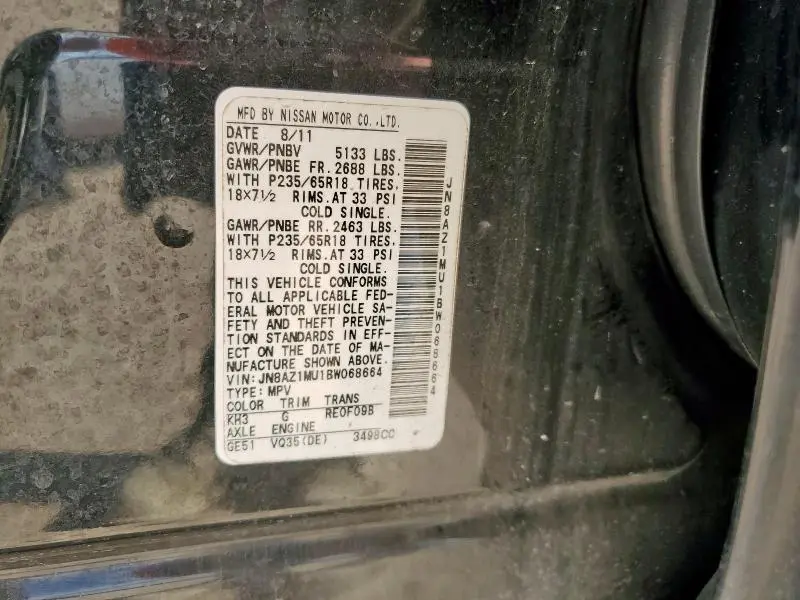 MFD BY NISSAN MOTOR CO.,LTD.
DATE 8/11
GVWR/PNBV 5133 LBS.
GAWR/PNBE FR. 2688 LBS.
WITH P235/65R18 TIRES,
18X7½ RIMS.AT 33 PSI
COLD SINGLE.
GAWR/PNBE RR. 2463 LBS.
WITH P235/65R18 TIRES,
18X7½ RIMS.AT 33 PSI
COLD SINGLE.
THIS VEHICLE CONFORMS
TO ALL APPLICABLE FED-
ERAL MOTOR VEHICLE SA-
FETY AND THEFT PREVEN-
TION STANDARDS IN EFF-
ECT ON THE DATE OF MA-
NUFACTURE SHOWN ABOVE.
VIN: JN8AZ1MU1BW068664
TYPE: MPV
COLOR TRIM TRANS
KH3 G RE0F09B
AXLE ENGINE
GE51 VQ35(DE) 3498CC
JN8AZ1MU1BW068664